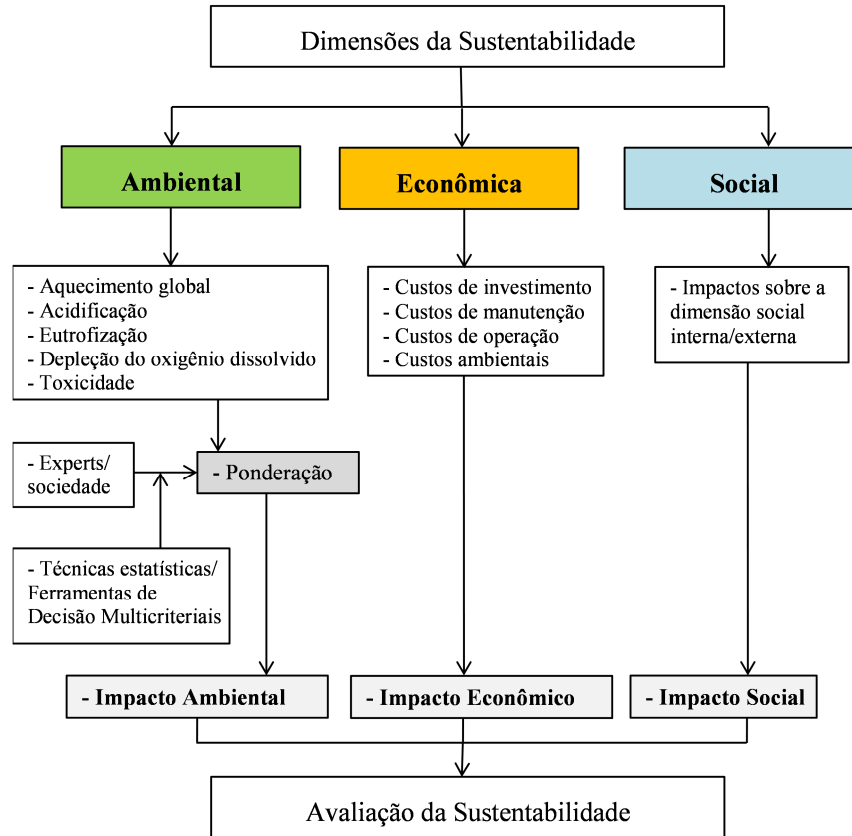 Dimensões da Sustentabilidade
Ambiental
Econômica
Social
- Aquecimento global
- Acidificação
- Eutrofização
- Depleção do oxigênio dissolvido
- Toxicidade
- Custos de investimento
- Custos de manutenção
- Custos de operação
- Custos ambientais
- Impactos sobre a
dimensão social
interna/externa
- Experts/
sociedade
- Ponderação
- Técnicas estatísticas/
Ferramentas de
Decisão Multicriteriais
- Impacto Ambiental
- Impacto Econômico
- Impacto Social
Avaliação da Sustentabilidade